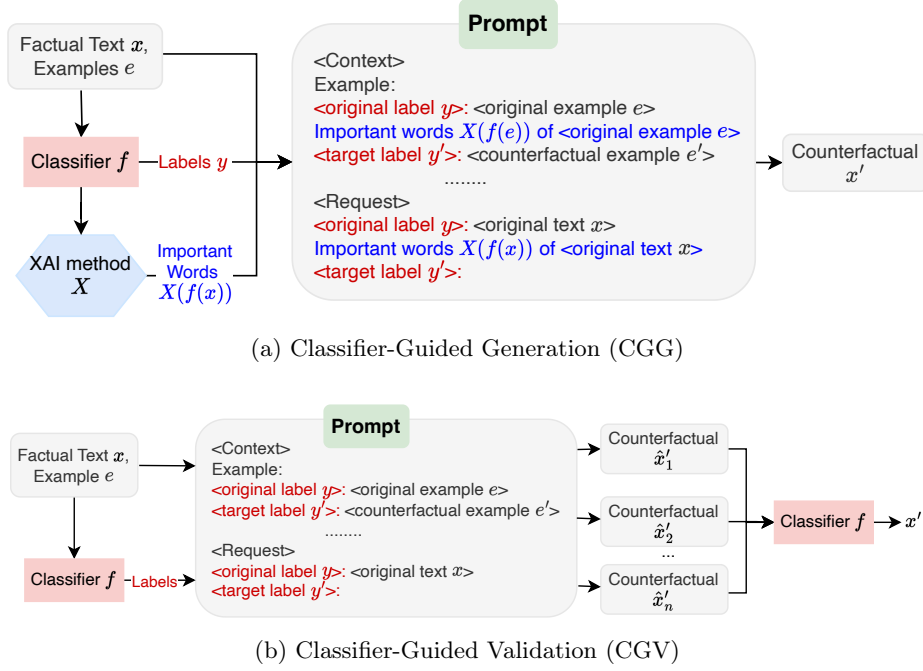 Prompt
Factual Text x,
Examples e
Classifier f
Labels y
XAI method
X
Important
Words
X(f(x))
<Context>
Example:
<original label y>: <original example e>
Important words X(f(e)) of <original example e>
<target label y'>: <counterfactual example e'>
........
<Request>
<original label y>: <original text x>
Important words X(f(x)) of <original text x>
<target label y'>:
Counterfactual
x'
(a) Classifier-Guided Generation (CGG)
Prompt
Factual Text x,
Example e
Classifier f
Labels
<Context>
Example:
<original label y>: <original example e>
<target label y'>: <counterfactual example e'>
........
<Request>
<original label y>: <original text x>
<target label y'>:
Counterfactual
x̂'₁
Counterfactual
x̂'₂
...
Counterfactual
x̂'ₙ
Classifier f
x'
(b) Classifier-Guided Validation (CGV)